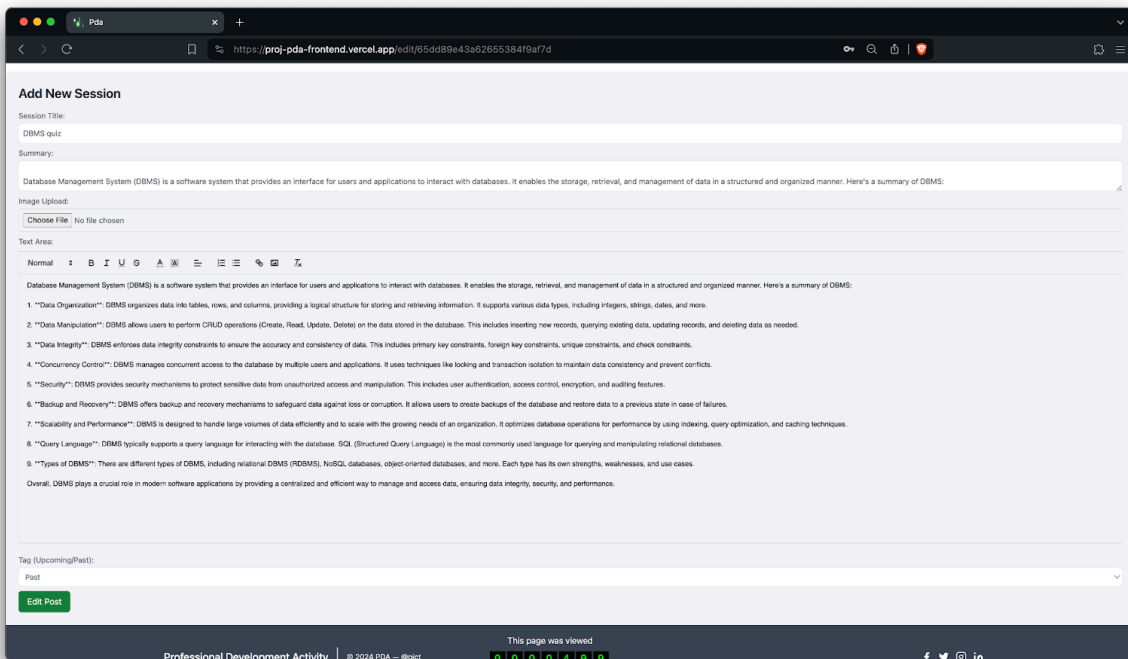 Pda
https://proj-pda-frontend.vercel.app/edit/65dd89e43a62655384f9af7d
Add New Session
Session Title:
DBMS quiz
Summary:
Database Management System (DBMS) is a software system that provides an interface for users and applications to interact with databases. It enables the storage, retrieval, and management of data in a structured and organized manner. Here's a summary of DBMS:
Image Upload:
Choose File No file chosen
Text Area:
Normal B I U S A A
Database Management System (DBMS) is a software system that provides an interface for users and applications to interact with databases. It enables the storage, retrieval, and management of data in a structured and organized manner. Here's a summary of DBMS:
1. **Data Organization**: DBMS organizes data into tables, rows, and columns, providing a logical structure for storing and retrieving information. It supports various data types, including integers, strings, dates, and more.
2. **Data Manipulation**: DBMS allows users to perform CRUD operations (Create, Read, Update, Delete) on the data stored in the database. This includes inserting new records, querying existing data, updating records, and deleting data as needed.
3. **Data Integrity**: DBMS enforces data integrity constraints to ensure the accuracy and consistency of data. This includes primary key constraints, foreign key constraints, unique constraints, and check constraints.
4. **Concurrency Control**: DBMS manages concurrent access to the database by multiple users and applications. It uses techniques like locking and transaction isolation to maintain data consistency and prevent conflicts.
5. **Security**: DBMS provides security mechanisms to protect sensitive data from unauthorized access and manipulation. This includes user authentication, access control, encryption, and auditing features.
6. **Backup and Recovery**: DBMS offers backup and recovery mechanisms to safeguard data against loss or corruption. It allows users to create backups of the database and restore data to a previous state in case of failures.
7. **Scalability and Performance**: DBMS is designed to handle large volumes of data efficiently and to scale with the growing needs of an organization. It optimizes database operations for performance by using indexing, query optimization, and caching techniques.
8. **Query Language**: DBMS typically supports a query language for interacting with the database. SQL (Structured Query Language) is the most commonly used language for querying and manipulating relational databases.
9. **Types of DBMS**: There are different types of DBMS, including relational DBMS (RDBMS), NoSQL databases, object-oriented databases, and more. Each type has its own strengths, weaknesses, and use cases.
Overall, DBMS plays a crucial role in modern software applications by providing a centralized and efficient way to manage and access data, ensuring data integrity, security, and performance.
Tag (Upcoming/Past):
Past
Edit Post
This page was viewed
Professional Development Activity © 2024 PDA — @pict 0 0 0 0 4 9 9